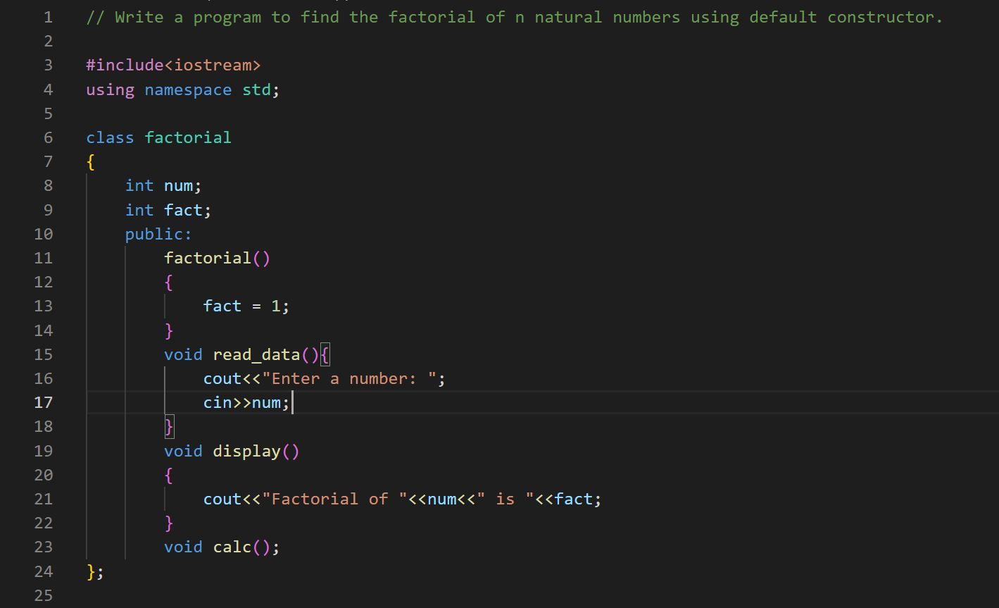 1 // Write a program to find the factorial of n natural numbers using default constructor.
2
3 #include<iostream>
4 using namespace std;
5
6 class factorial
7 {
8     int num;
9     int fact;
10     public:
11         factorial()
12         {
13             fact = 1;
14         }
15         void read_data(){
16             cout<<"Enter a number: ";
17             cin>>num;
18         }
19         void display()
20         {
21             cout<<"Factorial of "<<num<<" is "<<fact;
22         }
23         void calc();
24 };
25